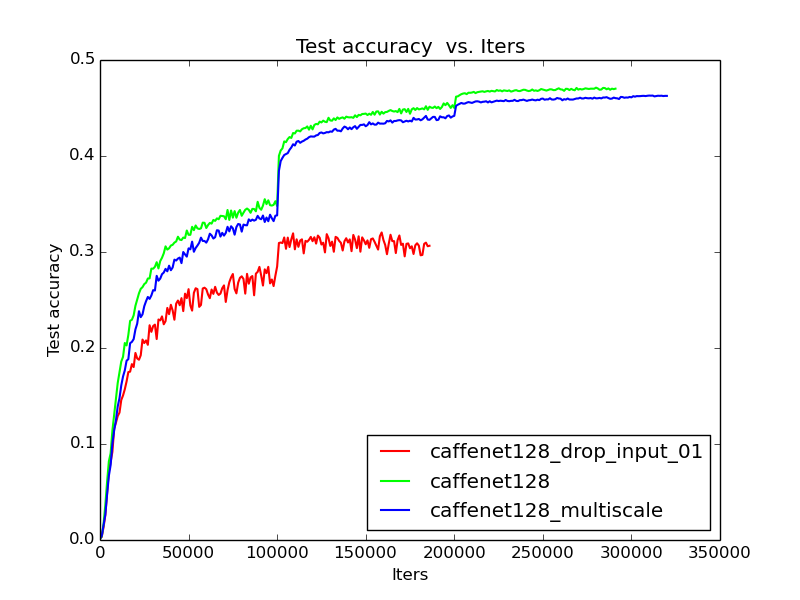 Test accuracy  vs. Iters
0.5
0.4
0.3
0.2
0.1
0.0
Test accuracy
caffenet128_drop_input_01
caffenet128
caffenet128_multiscale
0 50000 100000 150000 200000 250000 300000 350000
Iters